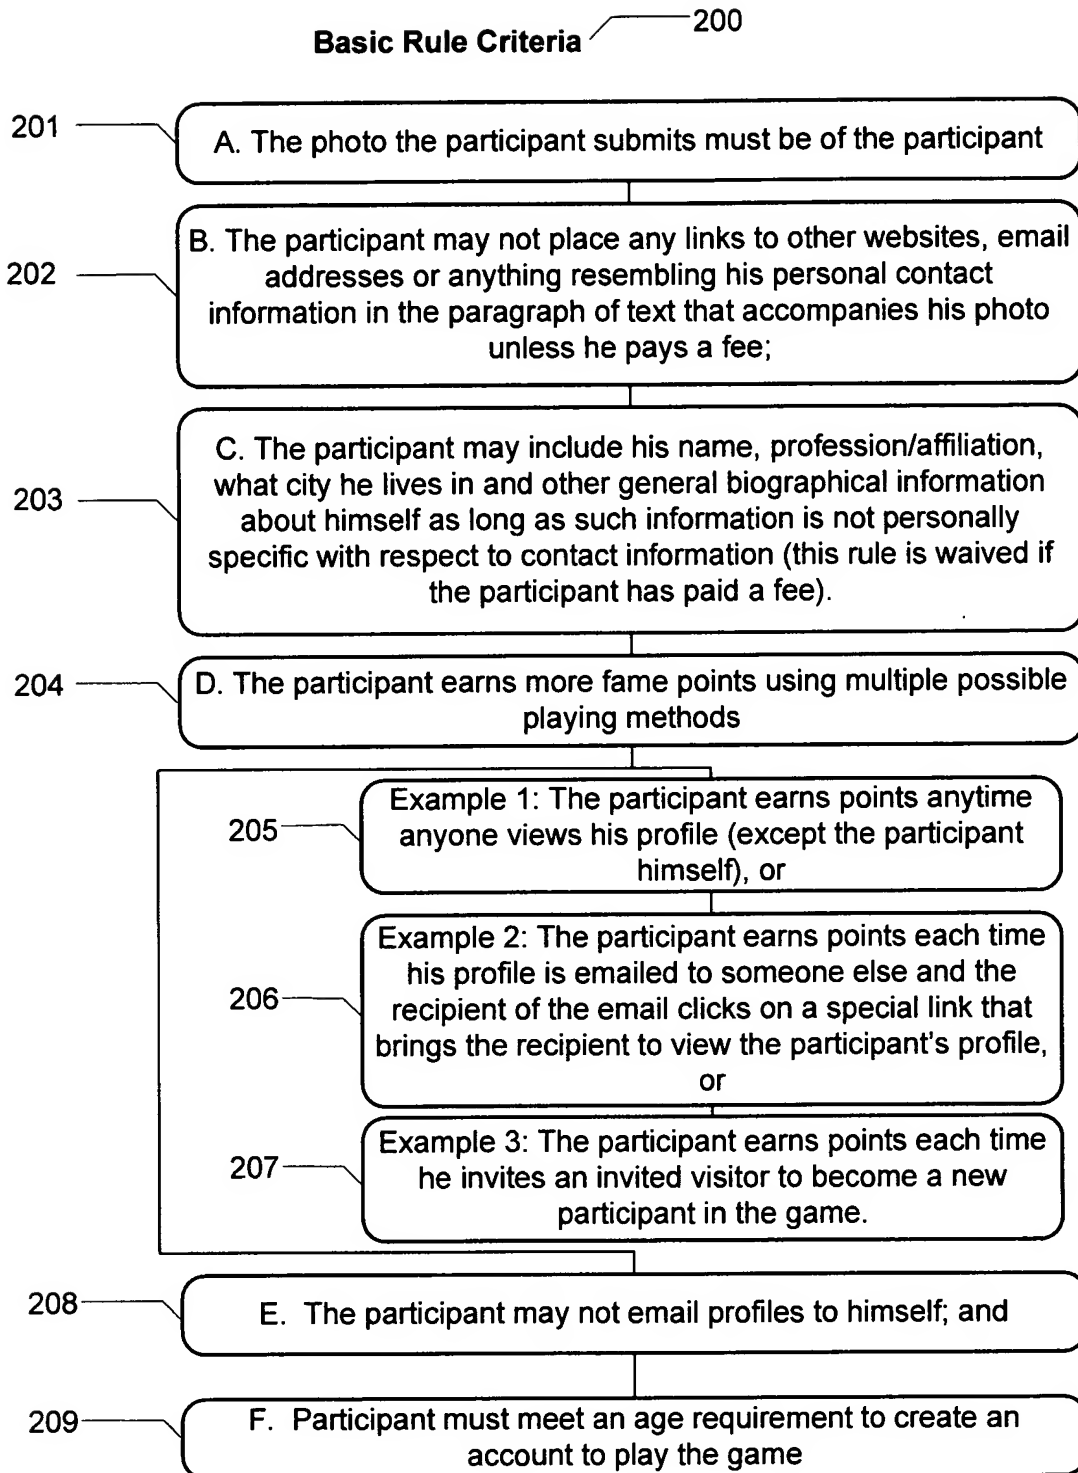 200
Basic Rule Criteria
201
A. The photo the participant submits must be of the participant
202
B. The participant may not place any links to other websites, email
addresses or anything resembling his personal contact
information in the paragraph of text that accompanies his photo
unless he pays a fee;
203
C. The participant may include his name, profession/affiliation,
what city he lives in and other general biographical information
about himself as long as such information is not personally
specific with respect to contact information (this rule is waived if
the participant has paid a fee).
204
D. The participant earns more fame points using multiple possible
playing methods
205
Example 1: The participant earns points anytime
anyone views his profile (except the participant
himself), or
206
Example 2: The participant earns points each time
his profile is emailed to someone else and the
recipient of the email clicks on a special link that
brings the recipient to view the participant's profile,
or
207
Example 3: The participant earns points each time
he invites an invited visitor to become a new
participant in the game.
208
E. The participant may not email profiles to himself; and
209
F. Participant must meet an age requirement to create an
account to play the game